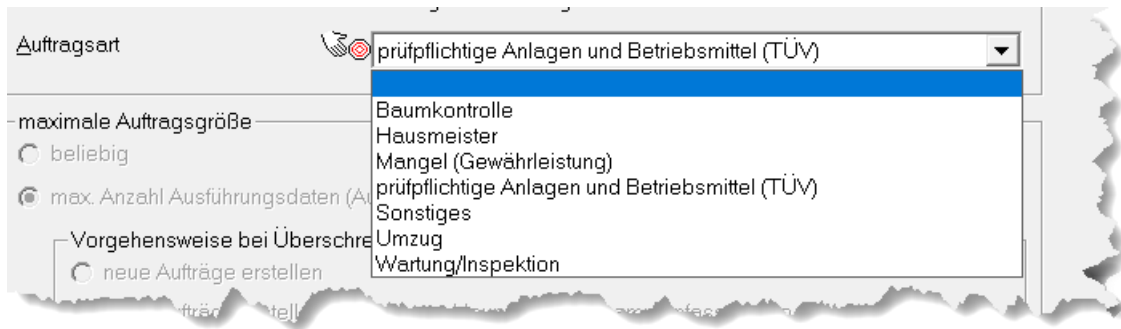 Auftragsart
prüfpflichtige Anlagen und Betriebsmittel (TÜV)
Baumkontrolle
Hausmeister
Mangel (Gewährleistung)
prüfpflichtige Anlagen und Betriebsmittel (TÜV)
Sonstiges
Umzug
Wartung/Inspektion
maximale Auftragsgröße
beliebig
max. Anzahl Ausführungsdaten
Vorgehensweise bei
neue Aufträge erstellen